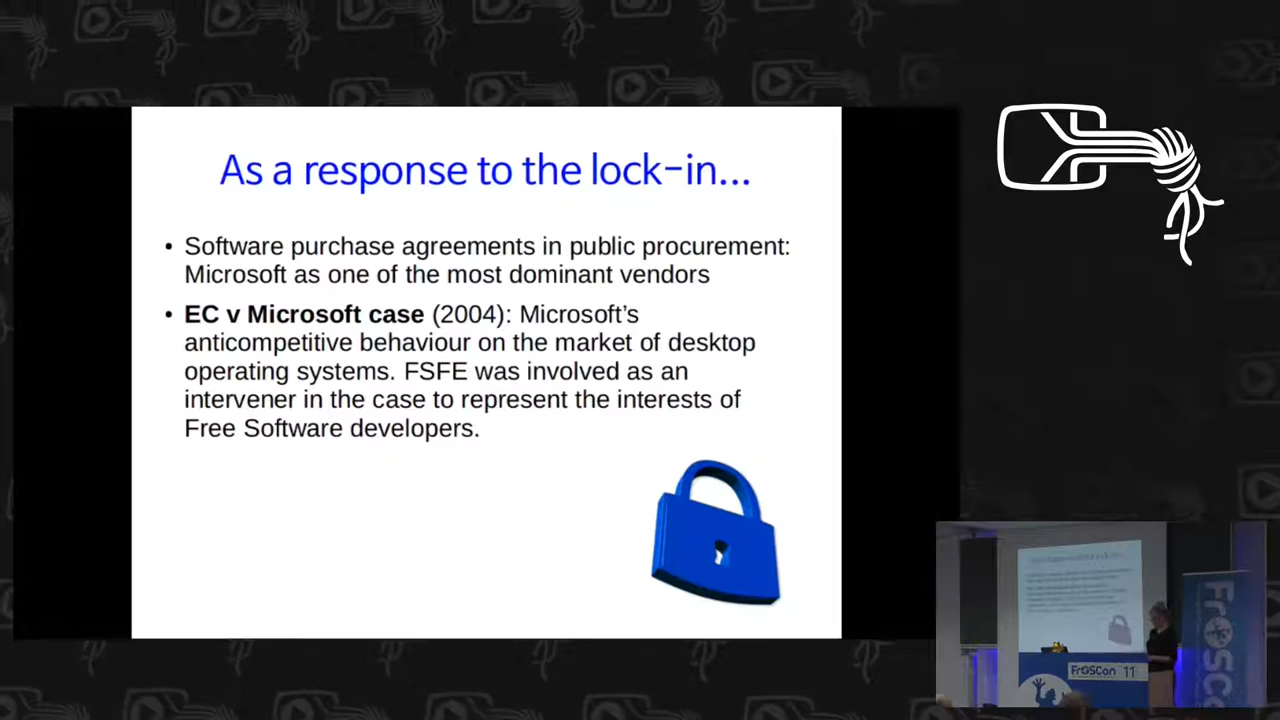 As a response to the lock-in...
• Software purchase agreements in public procurement:
Microsoft as one of the most dominant vendors
• EC v Microsoft case (2004): Microsoft's
anticompetitive behaviour on the market of desktop
operating systems. FSFE was involved as an
intervener in the case to represent the interests of
Free Software developers.
FrOSCon 11
FrOSCo